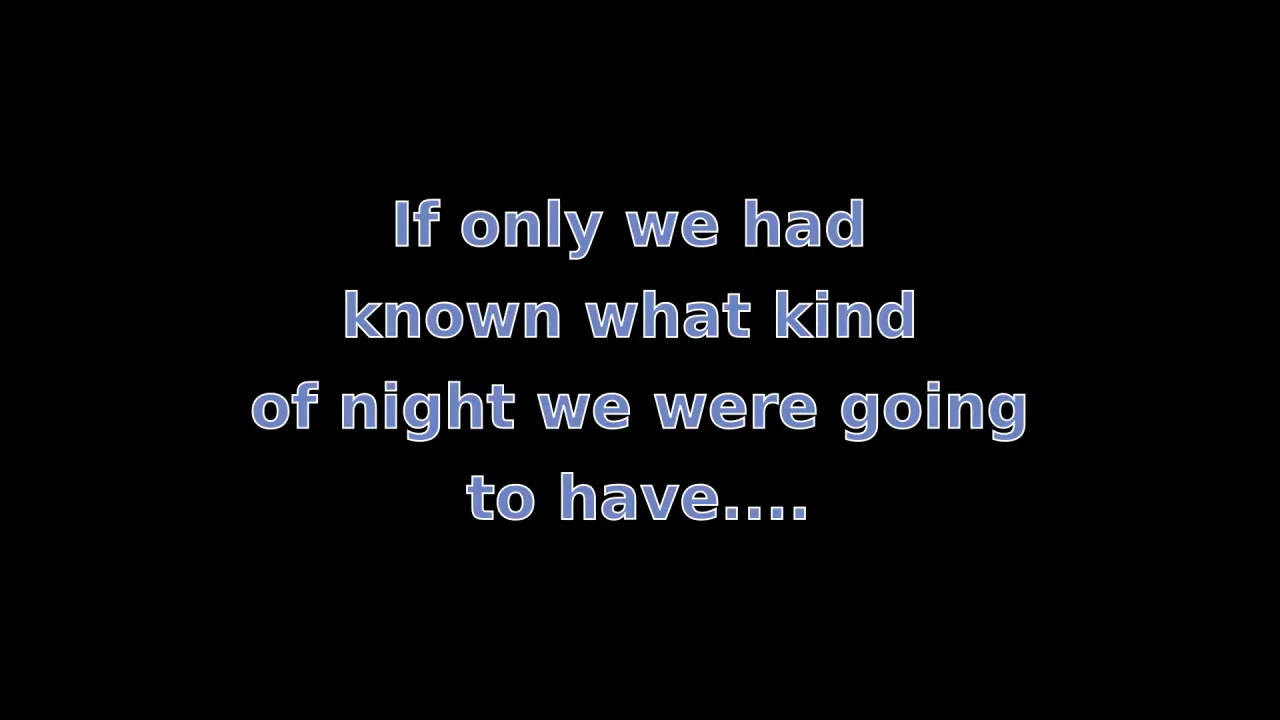 If only we had
known what kind
of night we were going
to have....